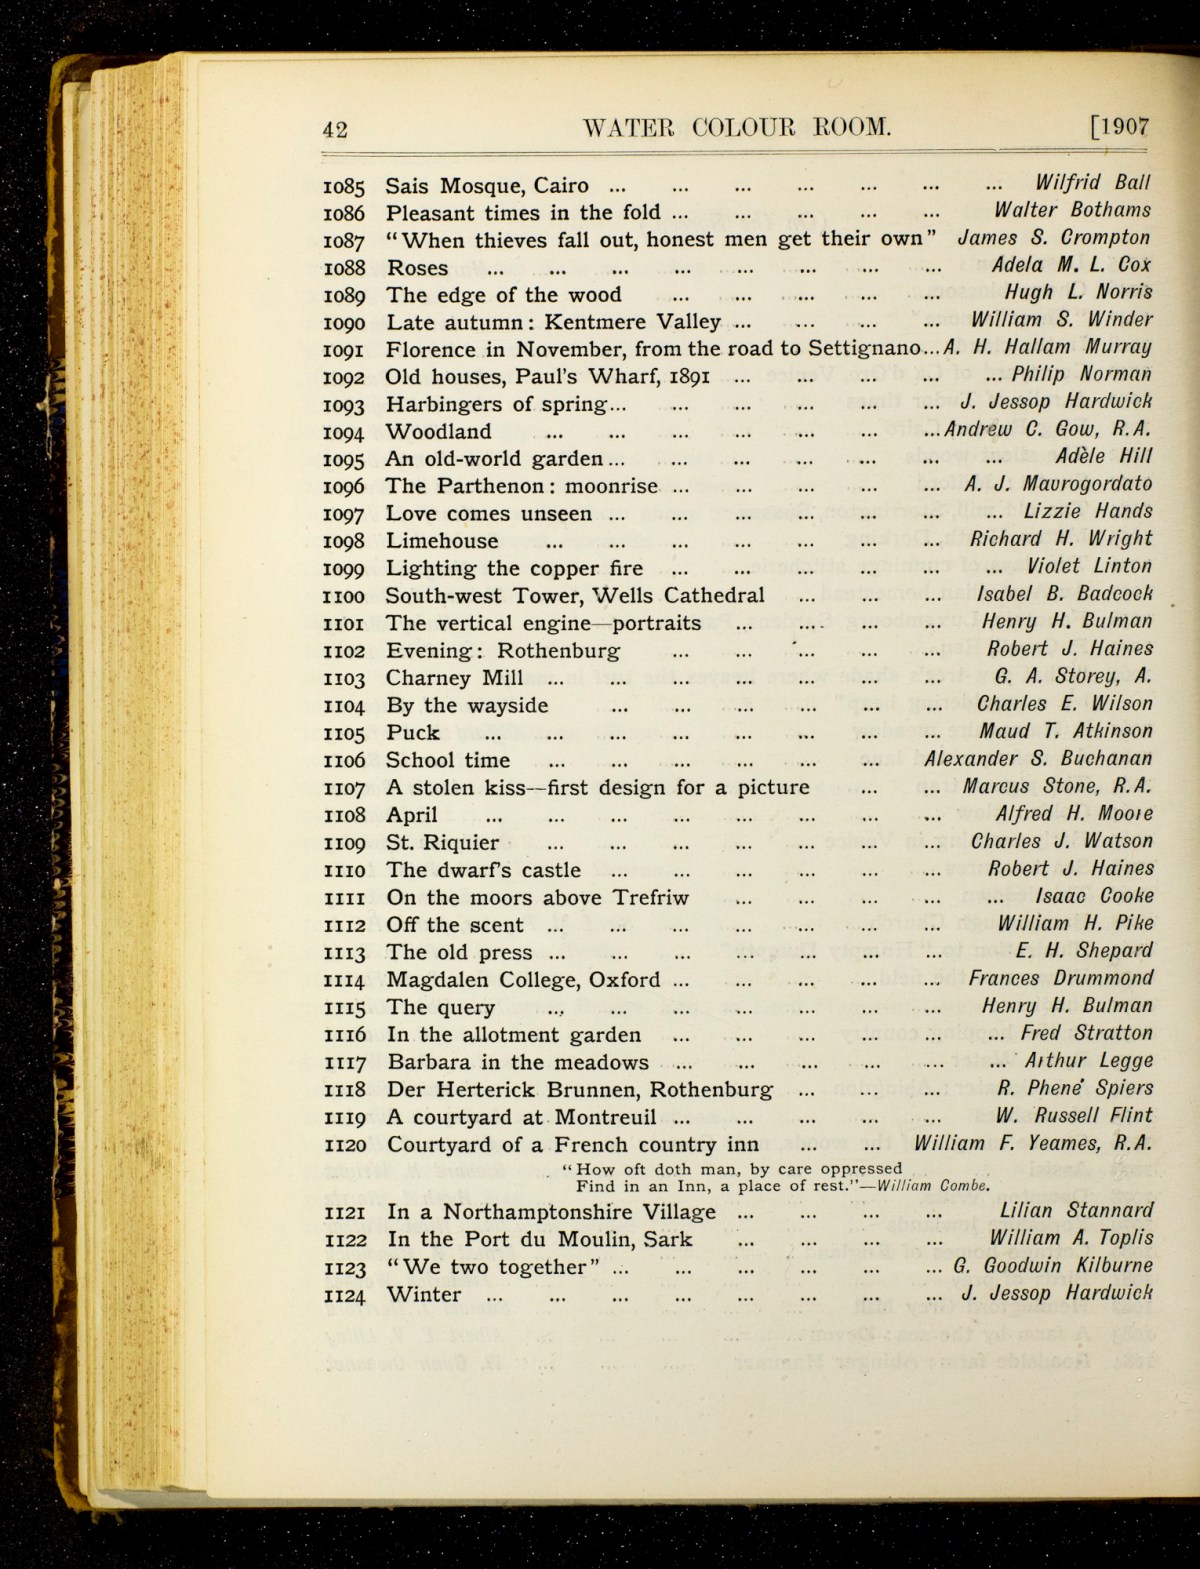 42 WATER COLOUR ROOM. [1907
1085 Sais Mosque, Cairo ... ... ... ... ... ... ... Wilfrid Ball
1086 Pleasant times in the fold ... ... ... ... ... Walter Bothams
1087 "When thieves fall out, honest men get their own" James S. Crompton
1088 Roses ... ... ... ... ... ... ... ... Adela M. L. Cox
1089 The edge of the wood ... ... ... ... ... Hugh L. Norris
1090 Late autumn: Kentmere Valley ... ... ... ... William S. Winder
1091 Florence in November, from the road to Settignano... A. H. Hallam Murray
1092 Old houses, Paul's Wharf, 1891 ... ... ... ... ... Philip Norman
1093 Harbingers of spring... ... ... ... ... ... J. Jessop Hardwick
1094 Woodland ... ... ... ... ... ... ... Andrew C. Gow, R.A.
1095 An old-world garden... ... ... ... ... ... ... Adèle Hill
1096 The Parthenon: moonrise ... ... ... ... ... A. J. Mavrogordato
1097 Love comes unseen ... ... ... ... ... ... ... Lizzie Hands
1098 Limehouse ... ... ... ... ... ... ... Richard H. Wright
1099 Lighting the copper fire ... ... ... ... ... ... Violet Linton
1100 South-west Tower, Wells Cathedral ... ... ... Isabel B. Badcock
1101 The vertical engine—portraits ... ... ... ... Henry H. Bulman
1102 Evening: Rothenburg ... ... ... ... ... Robert J. Haines
1103 Charney Mill ... ... ... ... ... ... ... G. A. Storey, A.
1104 By the wayside ... ... ... ... ... ... Charles E. Wilson
1105 Puck ... ... ... ... ... ... ... ... Maud T. Atkinson
1106 School time ... ... ... ... ... ... Alexander S. Buchanan
1107 A stolen kiss—first design for a picture ... ... Marcus Stone, R.A.
1108 April ... ... ... ... ... ... ... ... Alfred H. Moore
1109 St. Riquier ... ... ... ... ... ... ... Charles J. Watson
1110 The dwarf's castle ... ... ... ... ... ... Robert J. Haines
1111 On the moors above Trefriw ... ... ... ... ... Isaac Cooke
1112 Off the scent ... ... ... ... ... ... ... William H. Pike
1113 The old press ... ... ... ... ... ... ... E. H. Shepard
1114 Magdalen College, Oxford ... ... ... ... ... Frances Drummond
1115 The query ... ... ... ... ... ... ... Henry H. Bulman
1116 In the allotment garden ... ... ... ... ... ... Fred Stratton
1117 Barbara in the meadows ... ... ... ... ... ... Arthur Legge
1118 Der Herterick Brunnen, Rothenburg ... ... ... R. Phené Spiers
1119 A courtyard at Montreuil ... ... ... ... ... W. Russell Flint
1120 Courtyard of a French country inn ... ... William F. Yeames, R.A.
"How oft doth man, by care oppressed
Find in an Inn, a place of rest."—William Combe.
1121 In a Northamptonshire Village ... ... ... ... Lilian Stannard
1122 In the Port du Moulin, Sark ... ... ... ... William A. Toplis
1123 "We two together" ... ... ... ... ... ... G. Goodwin Kilburne
1124 Winter ... ... ... ... ... ... ... ... J. Jessop Hardwick